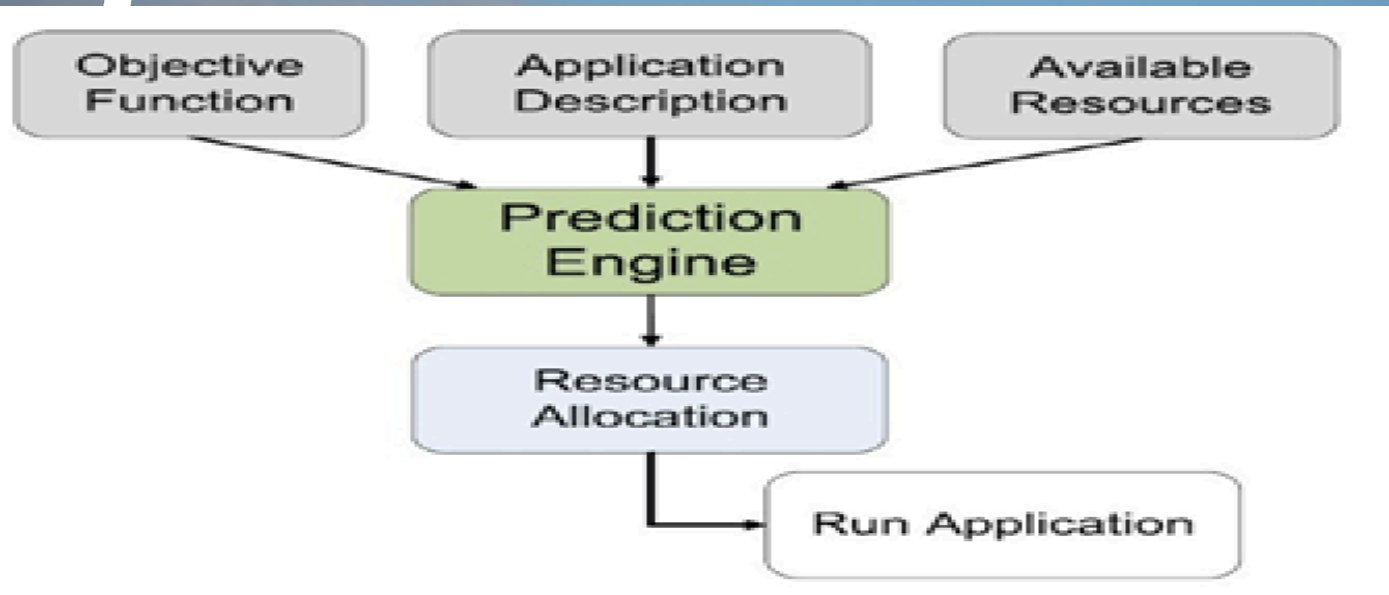 Objective
Function
Application
Description
Available
Resources
Prediction
Engine
Resource
Allocation
Run Application